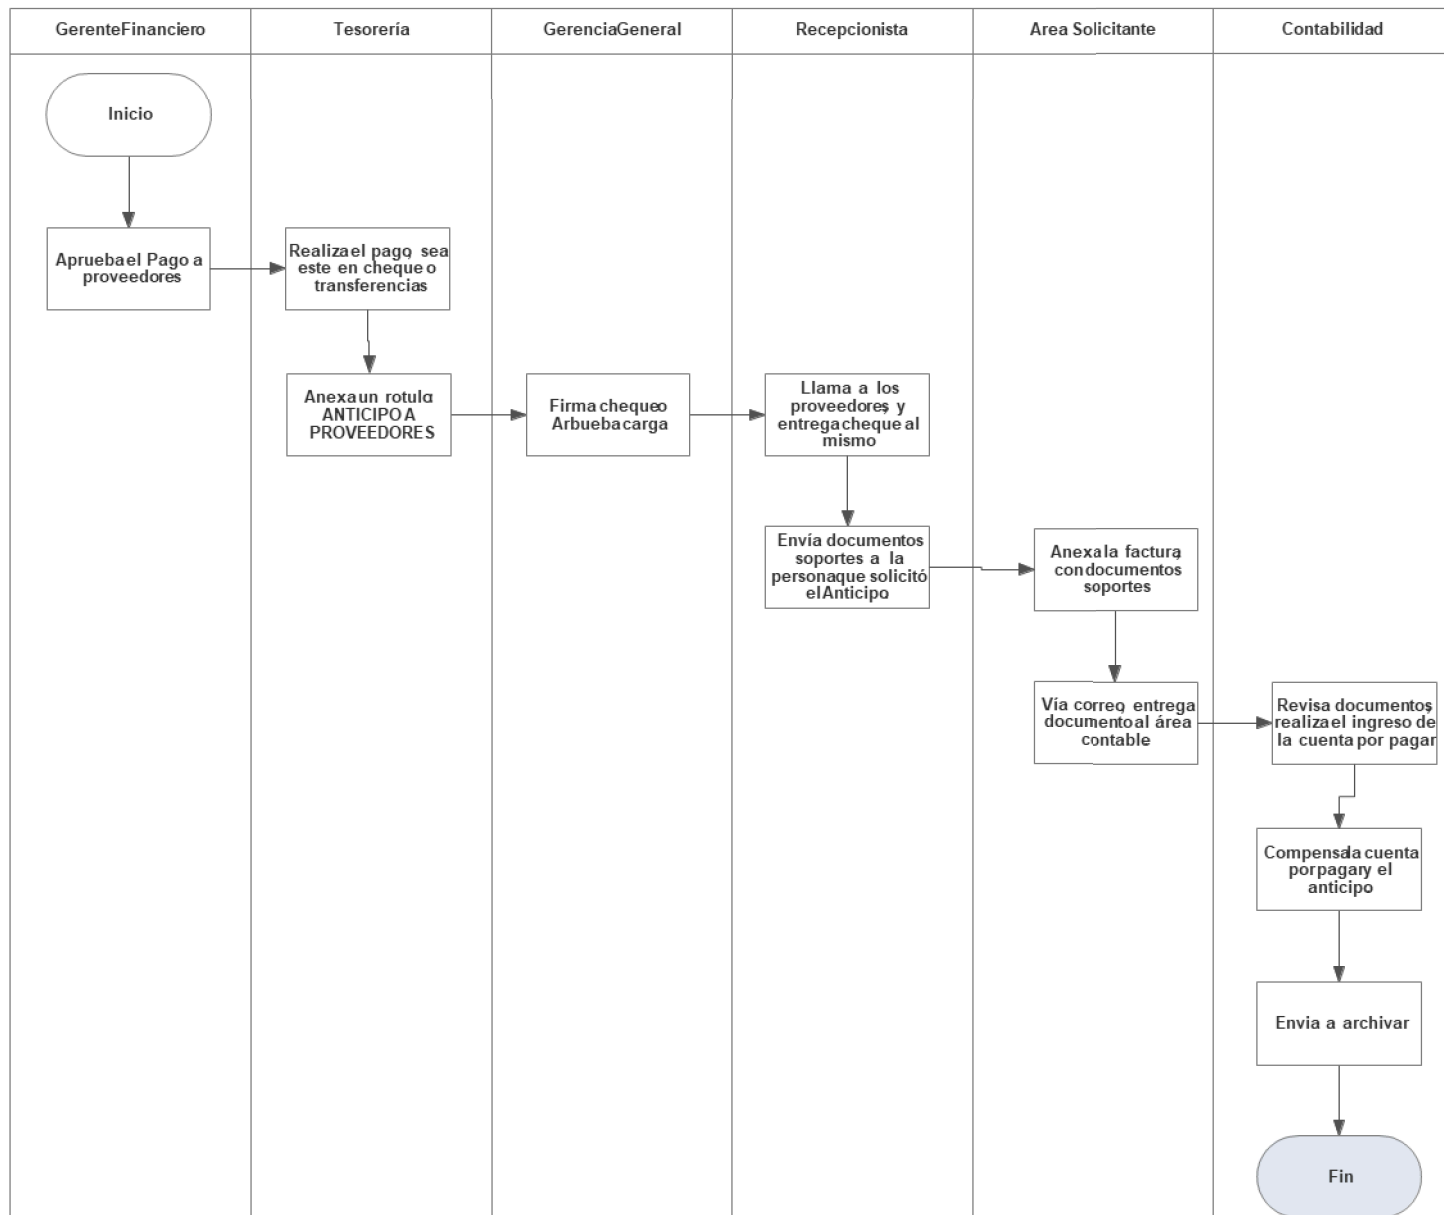 GerenteFinanciero
Tesorería
GerenciaGeneral
Recepcionista
Area Solicitante
Contabilidad
Inicio
Apruebael Pago a
proveedores
Realizael pago, sea
este en cheque o
transferencias
Anexaun rotulo:
ANTICIPO A
PROVEEDORES
Firma chequeo
Arbuebacarga
Llama a los
proveedores, y
entregacheque al
mismo.
Envía documentos
soportes a la
personaque solicitó
elAnticipo.
Anexala factura,
condocumentos
soportes
Vía correo, entrega
documentoal área
contable.
Revisa documentos,
realizael ingreso de
la cuenta por pagar
Compensala cuenta
porpagary el
anticipo.
Envia a archivar
Fin